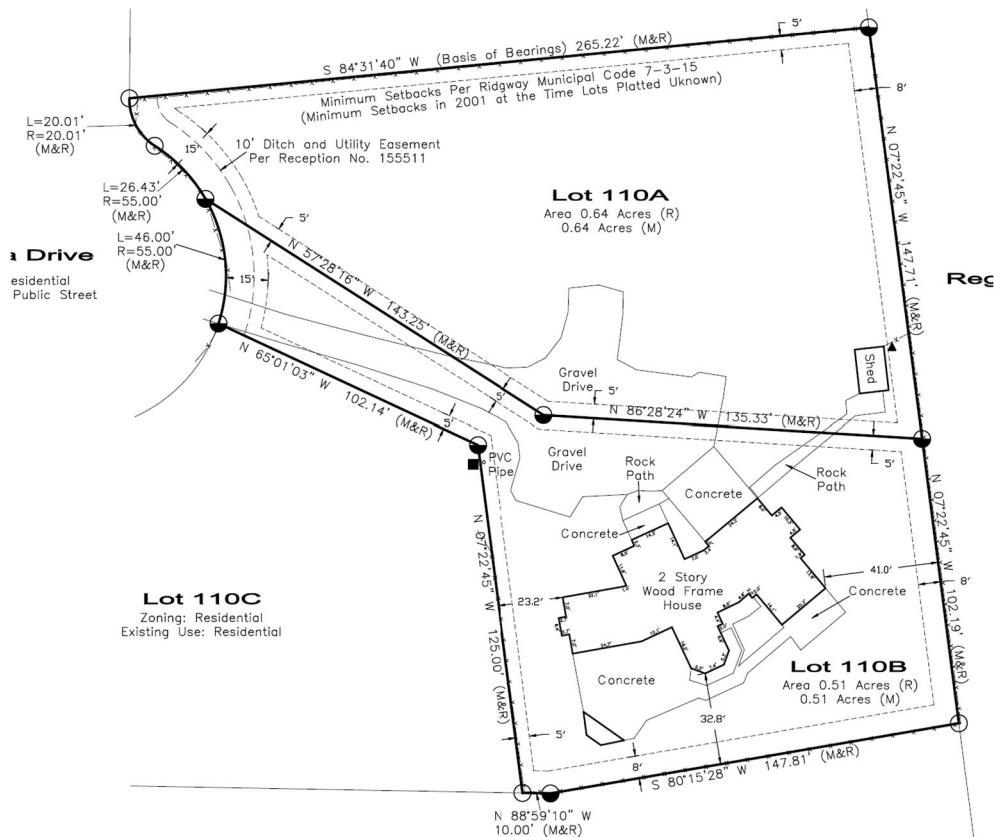 5'
S 84°31'40" W (Basis of Bearings) 265.22' (M&R)
Minimum Setbacks Per Ridgway Municipal Code 7-3-15
(Minimum Setbacks in 2001 at the Time Lots Platted Uknown)
8'
L=20.01'
R=20.01'
(M&R)
15'
10' Ditch and Utility Easement
Per Reception No. 155511
N 07°22'45" W 147.71' (M&R)
L=26.43'
R=55.00'
(M&R)
Lot 110A
Area 0.64 Acres (R)
0.64 Acres (M)
5'
L=46.00'
R=55.00'
(M&R)
a Drive
esidential
Public Street
15'
N 57°28'16" W 143.25' (M&R)
Reg
N 65°01'03" W 102.14' (M&R)
Gravel
Drive
Shed
5'
5'
5'
N 86°28'24" W 135.33' (M&R)
5'
PVC
Pipe
Gravel
Drive
Rock
Path
Rock
Path
Concrete
Concrete
N 07°22'45" W 102.19' (M&R)
41.0'
8'
2 Story
Wood Frame
House
Concrete
23.2'
N 07°22'45" W 125.00' (M&R)
Lot 110C
Zoning: Residential
Existing Use: Residential
Concrete
Lot 110B
Area 0.51 Acres (R)
0.51 Acres (M)
32.8'
5'
8'
S 80°15'28" W 147.81' (M&R)
N 88°59'10" W
10.00' (M&R)